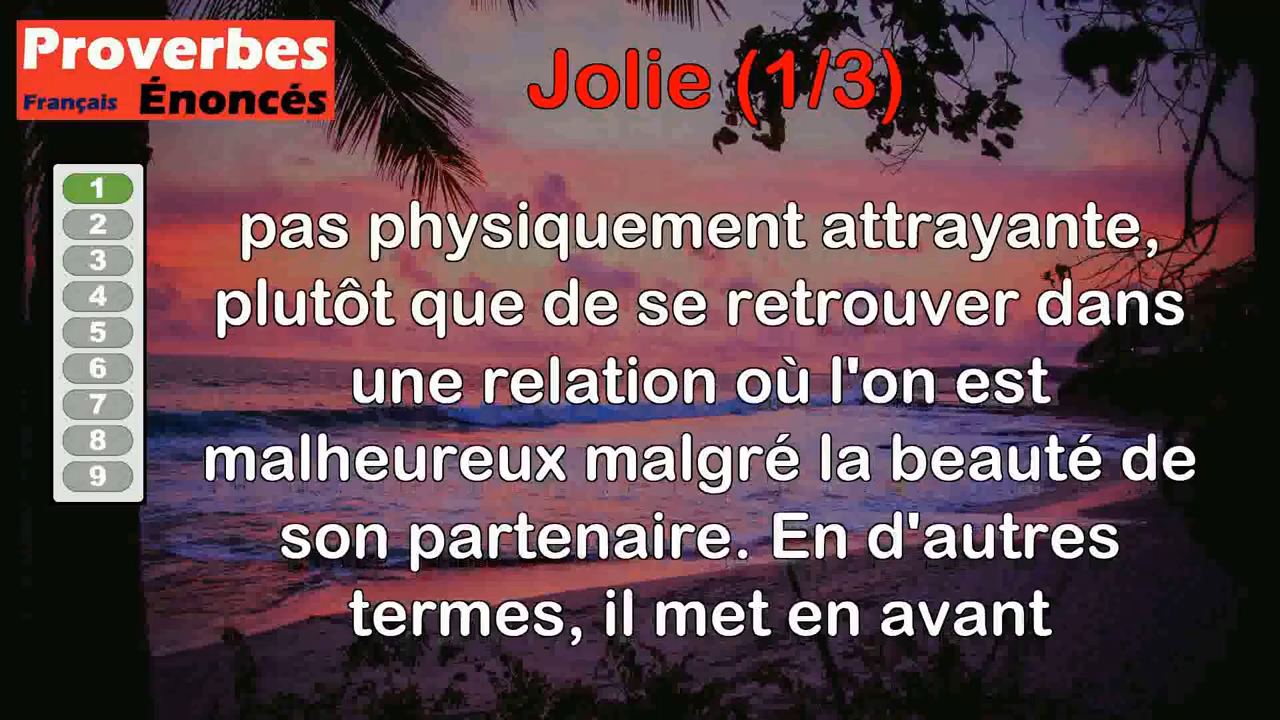 Proverbes
Français Énoncés
Jolie (1/3)
1
2
3
4
5
6
7
8
9
pas physiquement attrayante,
plutôt que de se retrouver dans
une relation où l'on est
malheureux malgré la beauté de
son partenaire. En d'autres
termes, il met en avant